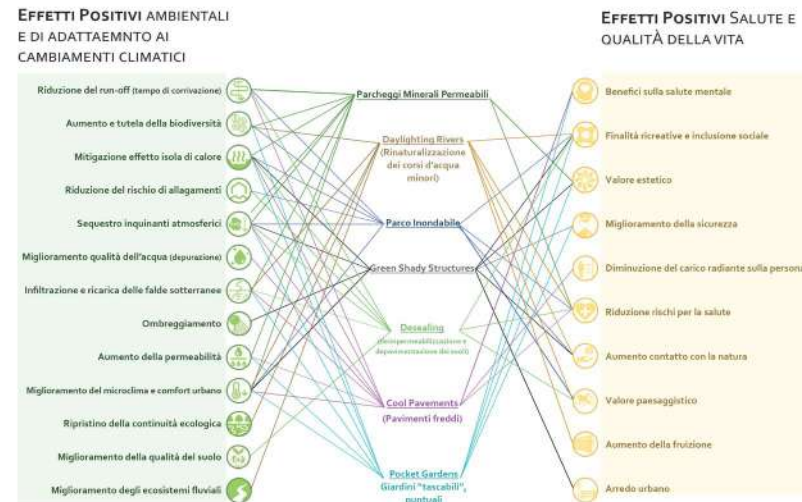 EFFETTI POSITIVI AMBIENTALI
E DI ADATTAEMNTO AI
CAMBIAMENTI CLIMATICI
Riduzione del run-off (tempo di corrivazione)
Aumento e tutela della biodiversità
Mitigazione effetto isola di calore
Riduzione del rischio di allagamenti
Sequestro inquinanti atmosferici
Miglioramento qualità dell'acqua (depurazione)
Infiltrazione e ricarica delle falde sotterranee
Ombreggiamento
Aumento della permeabilità
Miglioramento del microclima e comfort urbano
Ripristino della continuità ecologica
Miglioramento della qualità del suolo
Miglioramento degli ecosistemi fluviali
Parcheggi Minerali Permeabili
Daylighting Rivers
(Rinaturalizzazione
dei corsi d'acqua
minori)
Parco Inondabile
Green Shady Structures
Desealing
(deimpermeabilizzazione e
depavimentazione dei suoli)
Cool Pavements
(Pavimenti freddi)
Pocket Gardens
Giardini "tascabili",
puntuali
EFFETTI POSITIVI SALUTE E
QUALITÀ DELLA VITA
Benefici sulla salute mentale
Finalità ricreative e inclusione sociale
Valore estetico
Miglioramento della sicurezza
Diminuzione del carico radiante sulla persona
Riduzione rischi per la salute
Aumento contatto con la natura
Valore paesaggistico
Aumento della fruizione
Arredo urbano